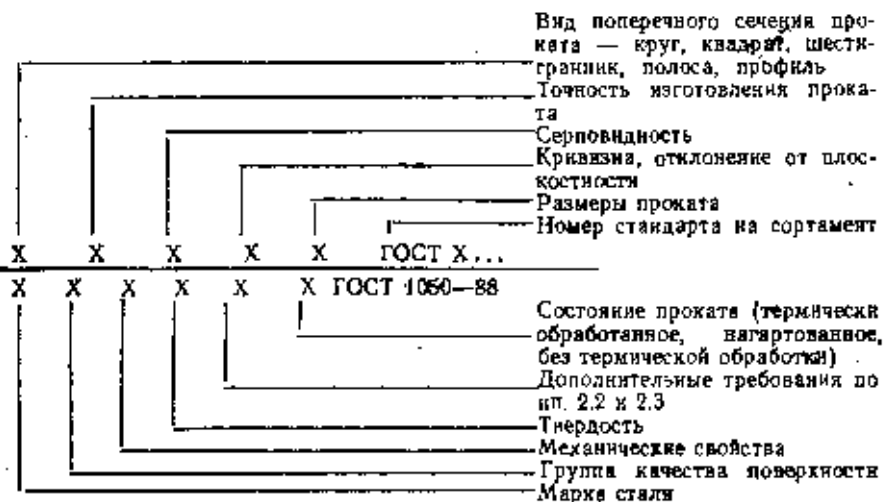 Вид поперечного сечения про-
ката — круг, квадрат, шести-
гранник, полоса, профиль
Точность изготовления прока-
та
Серповидность
Кривизна, отклонение от плос-
костности
Размеры проката
Номер стандарта на сортамент
X X X X X ГОСТ X...
X X X X X X ГОСТ 1050—88
Состояние проката (термически
обработанное, нагартованное,
без термической обработки)
Дополнительные требования по
пп. 2.2 и 2.3
Твердость
Механические свойства
Группа качества поверхности
Марка стали